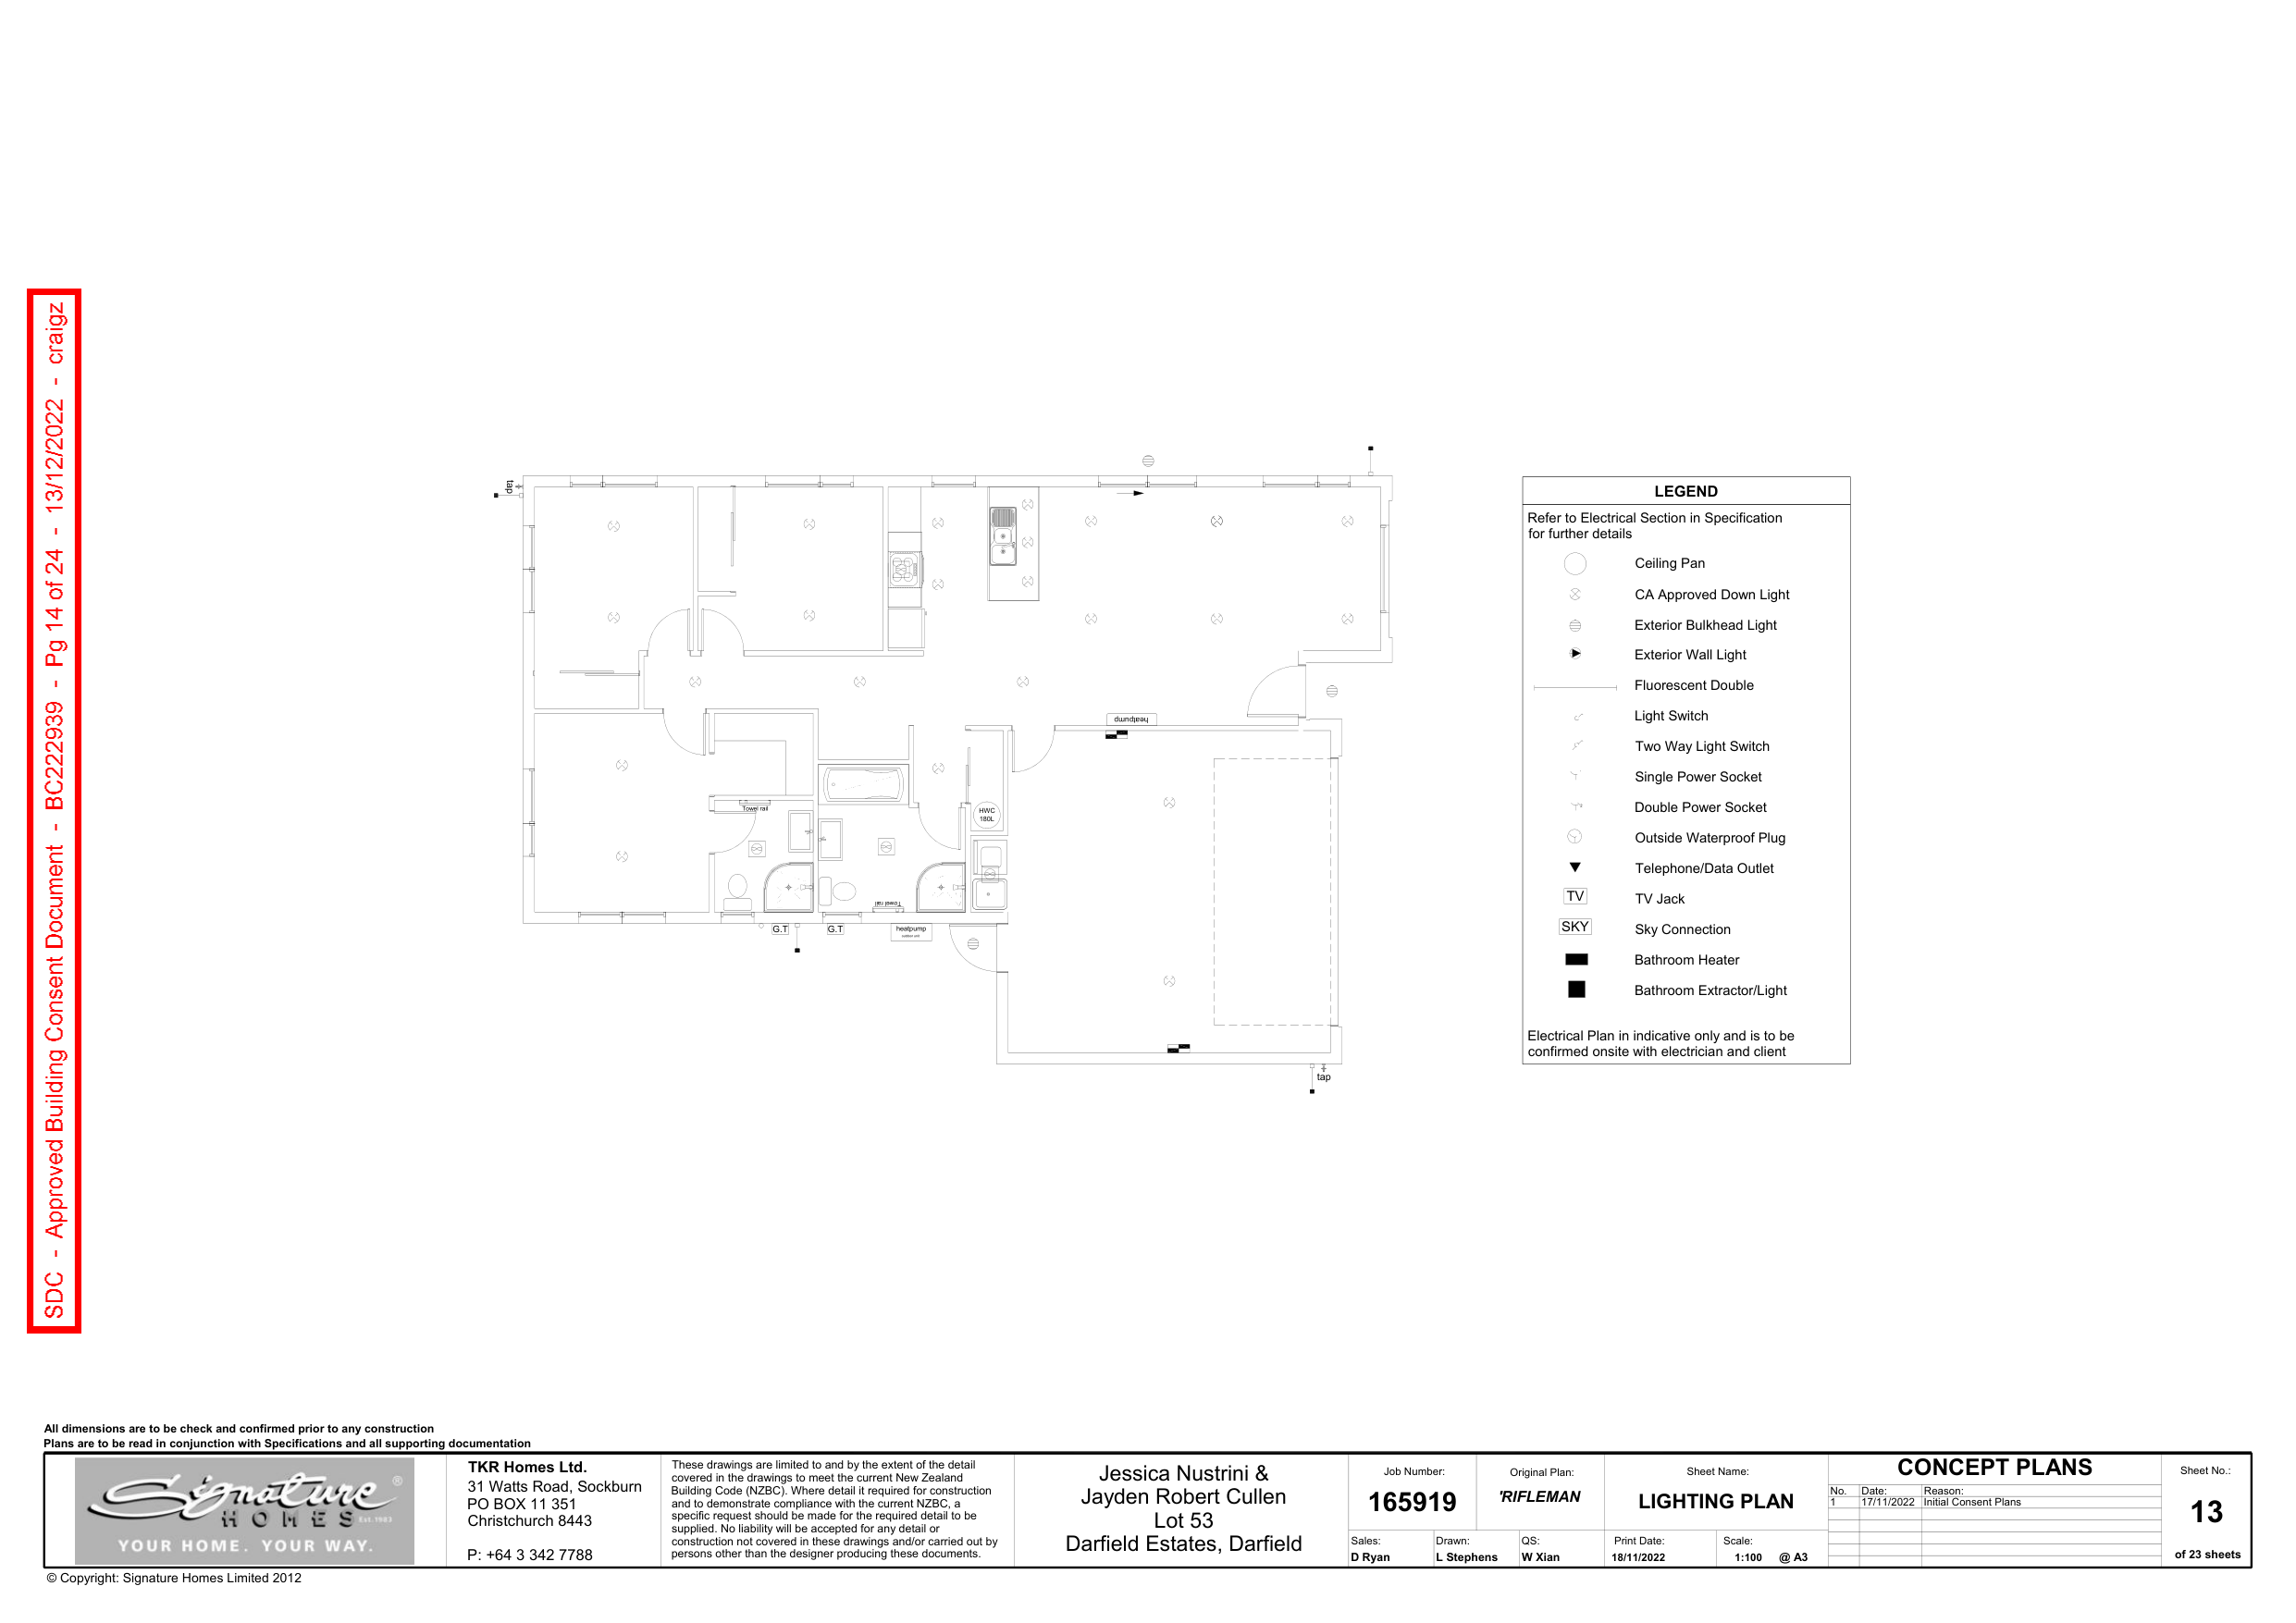 SDC - Approved Building Consent Document - BC222939 - Pg 14 of 24 - 13/12/2022 - craigz
tap
heatpump
Towel rail
HWC
180L
Towel rail
G.T
G.T
heatpump
outdoor unit
tap
LEGEND
Refer to Electrical Section in Specification
for further details
Ceiling Pan
CA Approved Down Light
Exterior Bulkhead Light
Exterior Wall Light
Fluorescent Double
Light Switch
Two Way Light Switch
Single Power Socket
Double Power Socket
Outside Waterproof Plug
Telephone/Data Outlet
TV TV Jack
SKY Sky Connection
Bathroom Heater
Bathroom Extractor/Light
Electrical Plan in indicative only and is to be
confirmed onsite with electrician and client
All dimensions are to be check and confirmed prior to any construction
Plans are to be read in conjunction with Specifications and all supporting documentation
Signature ®
HOMES Est.1983
YOUR HOME. YOUR WAY.
TKR Homes Ltd.
31 Watts Road, Sockburn
PO BOX 11 351
Christchurch 8443
P: +64 3 342 7788
These drawings are limited to and by the extent of the detail
covered in the drawings to meet the current New Zealand
Building Code (NZBC). Where detail it required for construction
and to demonstrate compliance with the current NZBC, a
specific request should be made for the required detail to be
supplied. No liability will be accepted for any detail or
construction not covered in these drawings and/or carried out by
persons other than the designer producing these documents.
Jessica Nustrini &
Jayden Robert Cullen
Lot 53
Darfield Estates, Darfield
Job Number:
165919
Original Plan:
'RIFLEMAN
Sheet Name:
LIGHTING PLAN
Sales:
D Ryan
Drawn:
L Stephens
QS:
W Xian
Print Date:
18/11/2022
Scale:
1:100 @ A3
CONCEPT PLANS
No. Date: Reason:
1 17/11/2022 Initial Consent Plans
Sheet No.:
13
of 23 sheets
© Copyright: Signature Homes Limited 2012